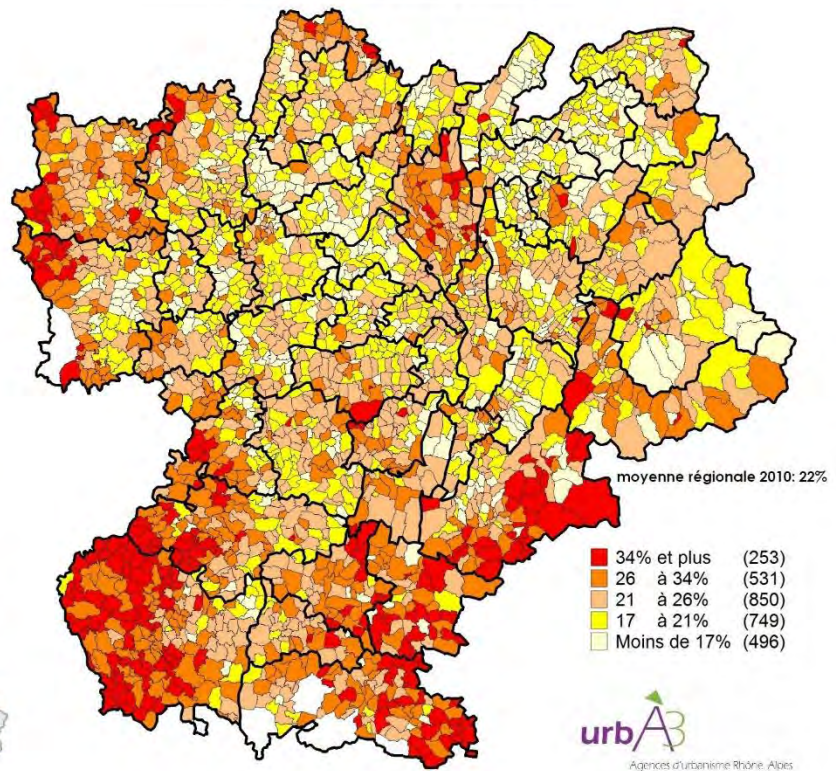 moyenne régionale 2010: 22%
34% et plus (253)
26 à 34% (531)
21 à 26% (850)
17 à 21% (749)
Moins de 17% (496)
urbA3
Agences d'urbanisme Rhône. Alpes